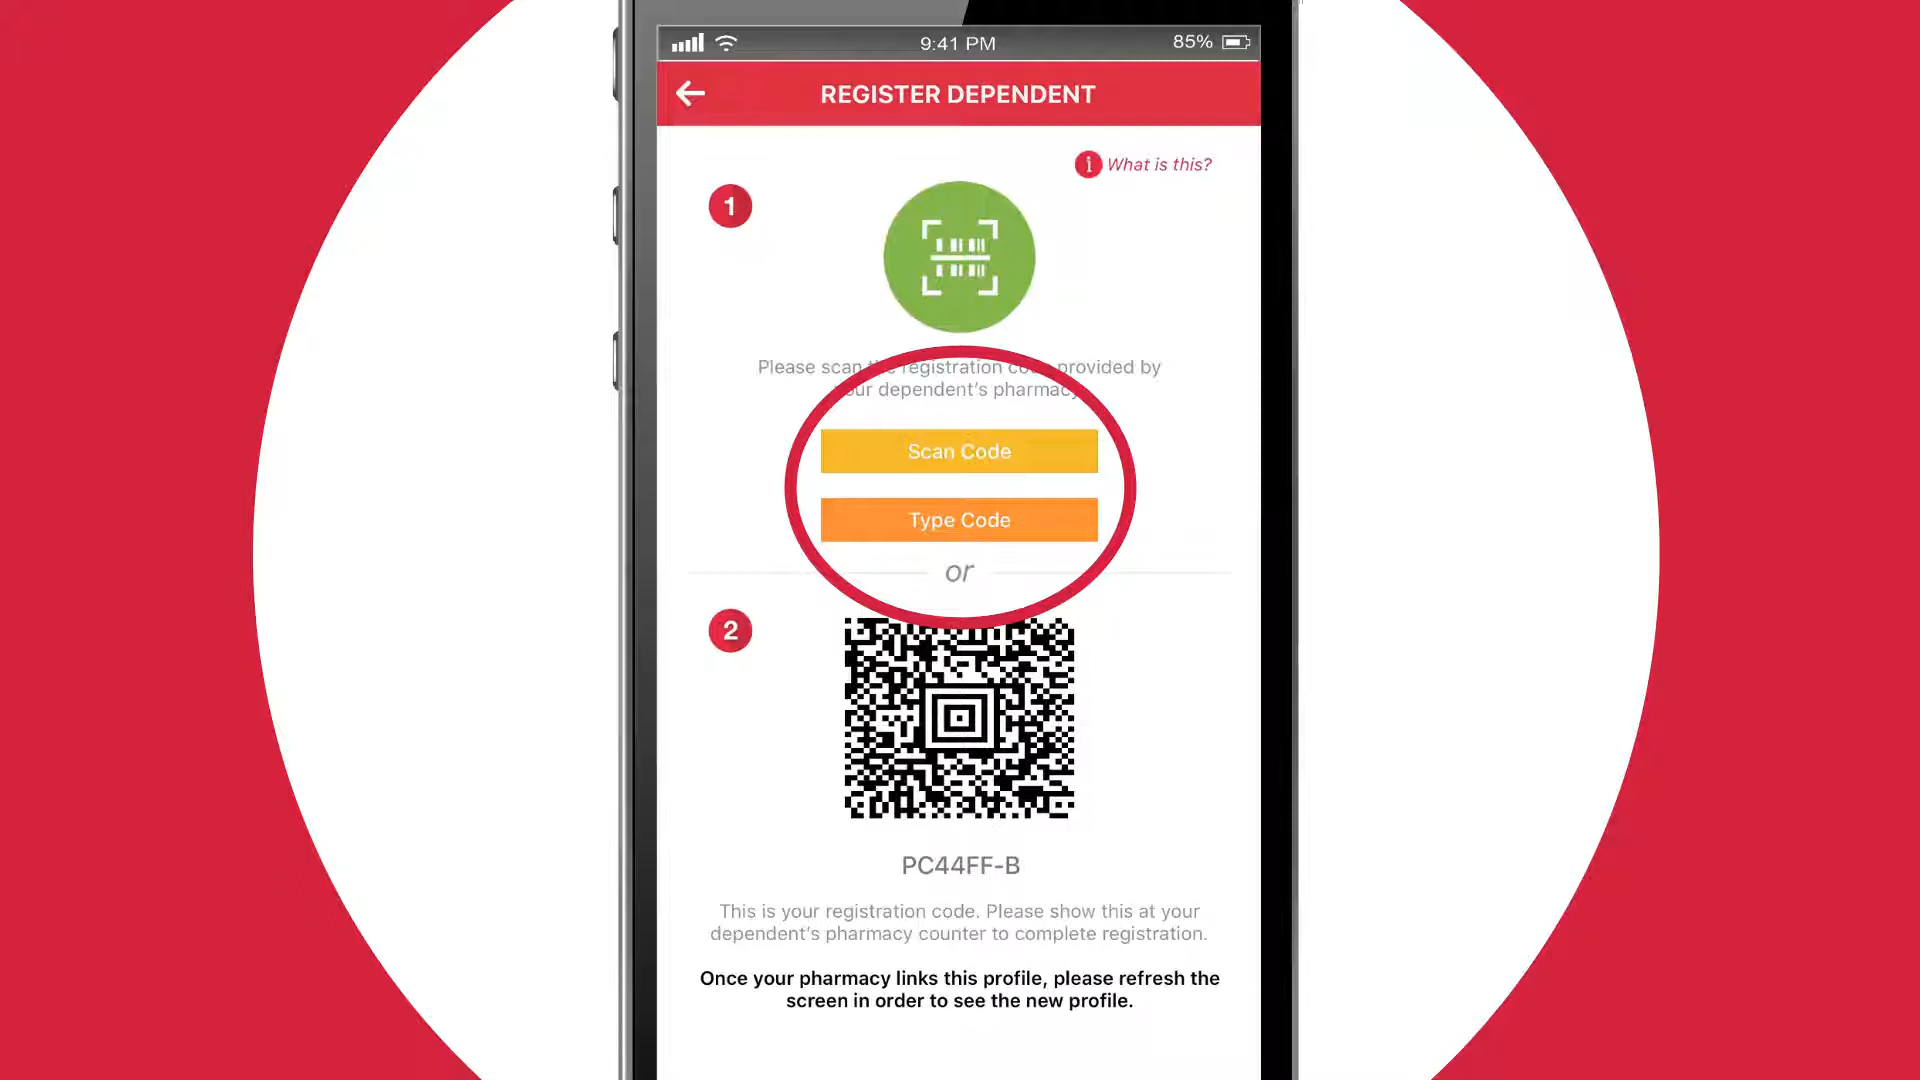 9:41 PM
85%
REGISTER DEPENDENT
i What is this?
1
Please scan registration provided by
dependent's pharmacy
Scan Code
Type Code
or
2
PC44FF-B
This is your registration code. Please show this at your
dependent's pharmacy counter to complete registration.
Once your pharmacy links this profile, please refresh the
screen in order to see the new profile.